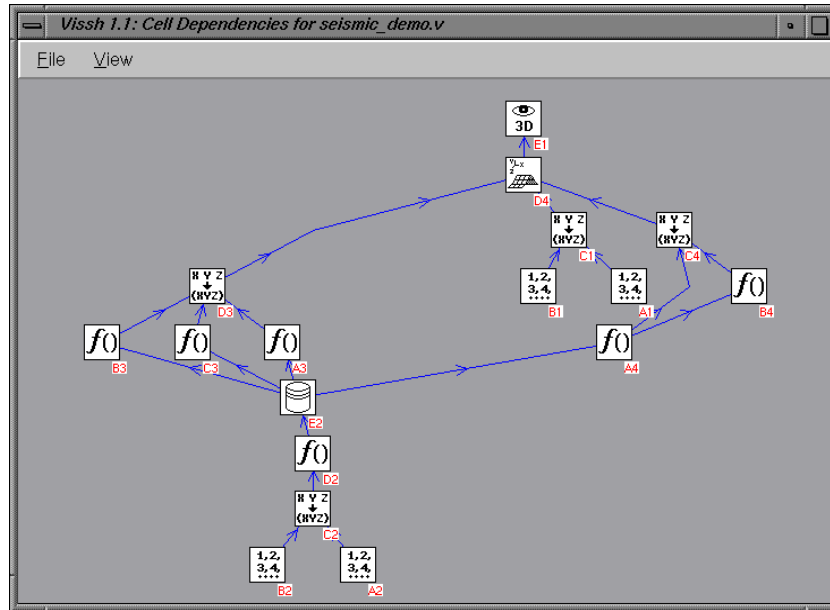 Vissh 1.1: Cell Dependencies for seismic_demo.v
File View
3D
E1
Y X
Z
D4
X Y Z
(XYZ)
C1
X Y Z
(XYZ)
C4
1,2,
3,4,
....
B1
1,2,
3,4,
....
A1
f()
B4
X Y Z
(XYZ)
D3
f()
B3
f()
C3
f()
A3
f()
A4
E2
f()
D2
X Y Z
(XYZ)
C2
1,2,
3,4,
....
B2
1,2,
3,4,
....
A2